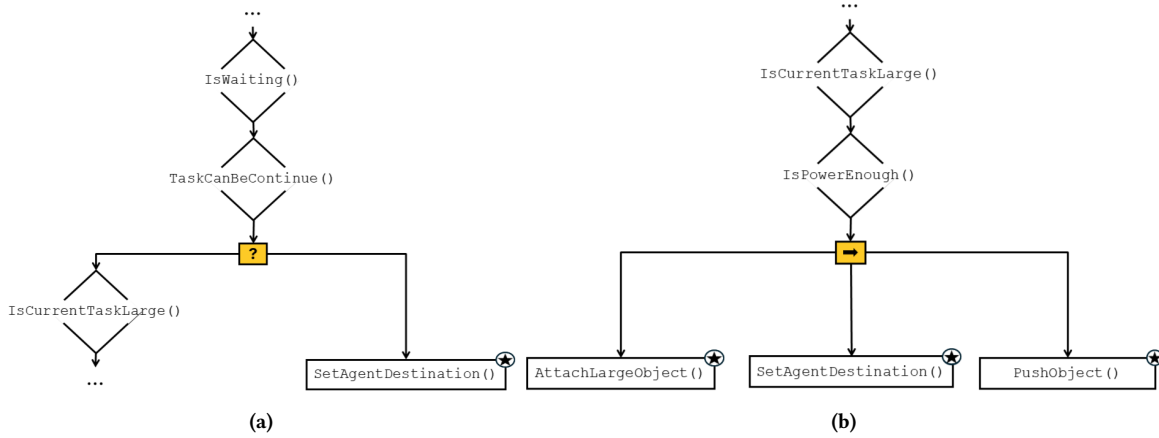 ...
IsWaiting()
TaskCanBeContinue()
?
IsCurrentTaskLarge()
...
SetAgentDestination()
(a)
...
IsCurrentTaskLarge()
IsPowerEnough()
AttachLargeObject()
SetAgentDestination()
PushObject()
(b)